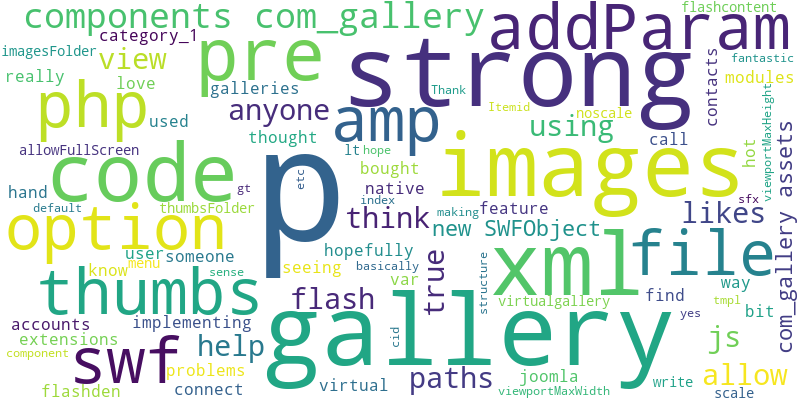 components com_gallery
addParam
flashcontent
category_1
imagesFolder
view
pre
strong
contacts
fantastic
really
love
galleries
Thank
Itemid
modules
php
used
anyone
amp
noscale
viewportMaxHeight
thought
hope
using
call
allowFullScreen
lt
code
etc
p
bought
images
hot
com_gallery assets
hand
gt
native
default
thumbsFolder
index
making
feature
sfx
likes
option
think
new SWFObject
user
someone
hopefully
file
know
menu
sense
seeing
basically
xml
way
thumbs
true
structure
var
find
tmpl
flash
virtualgallery
yes
bit
accounts
implementing
gallery
extensions
help
cid
js
component
swf
problems
paths
joomla
allow
flashden
connect
virtual
viewportMaxWidth
write
scale